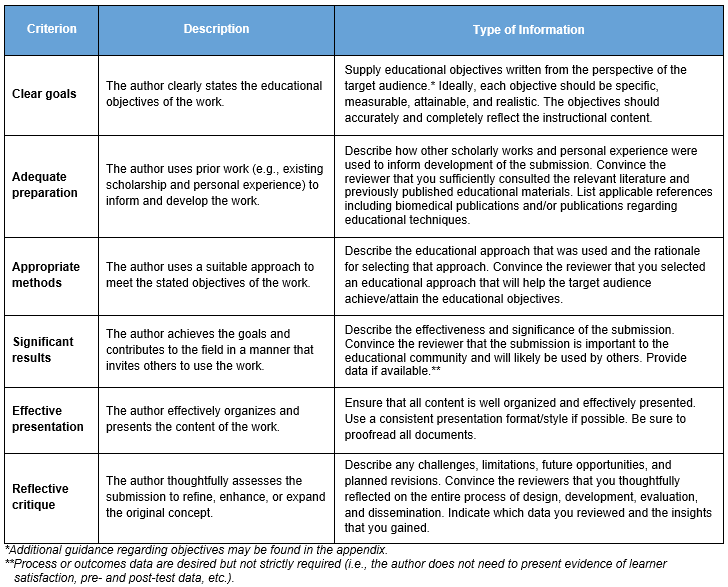 Criterion
Description
Type of Information
Clear goals
The author clearly states the educational
objectives of the work.
Supply educational objectives written from the perspective of the
target audience.* Ideally, each objective should be specific,
measurable, attainable, and realistic. The objectives should
accurately and completely reflect the instructional content.
Adequate
preparation
The author uses prior work (e.g., existing
scholarship and personal experience) to
inform and develop the work.
Describe how other scholarly works and personal experience were
used to inform development of the submission. Convince the
reviewer that you sufficiently consulted the relevant literature and
previously published educational materials. List applicable references
including biomedical publications and/or publications regarding
educational techniques.
Appropriate
methods
The author uses a suitable approach to
meet the stated objectives of the work.
Describe the educational approach that was used and the rationale
for selecting that approach. Convince the reviewer that you selected
an educational approach that will help the target audience
achieve/attain the educational objectives.
Significant
results
The author achieves the goals and
contributes to the field in a manner that
invites others to use the work.
Describe the effectiveness and significance of the submission.
Convince the reviewer that the submission is important to the
educational community and will likely be used by others. Provide
data if available.**
Effective
presentation
The author effectively organizes and
presents the content of the work.
Ensure that all content is well organized and effectively presented.
Use a consistent presentation format/style if possible. Be sure to
proofread all documents.
Reflective
critique
The author thoughtfully assesses the
submission to refine, enhance, or expand
the original concept.
Describe any challenges, limitations, future opportunities, and
planned revisions. Convince the reviewers that you thoughtfully
reflected on the entire process of design, development, evaluation,
and dissemination. Indicate which data you reviewed and the insights
that you gained.
*Additional guidance regarding objectives may be found in the appendix.
**Process or outcomes data are desired but not strictly required (i.e., the author does not need to present evidence of learner
satisfaction, pre- and post-test data, etc.).